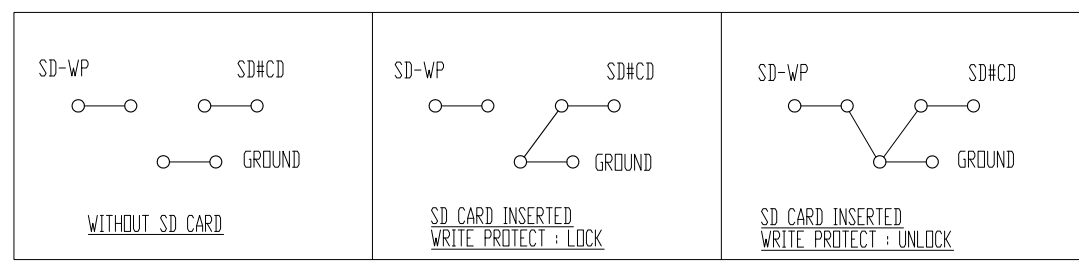 SD-WP SD#CD
GROUND
WITHOUT SD CARD
SD-WP SD#CD
GROUND
SD CARD INSERTED
WRITE PROTECT : LOCK
SD-WP SD#CD
GROUND
SD CARD INSERTED
WRITE PROTECT : UNLOCK